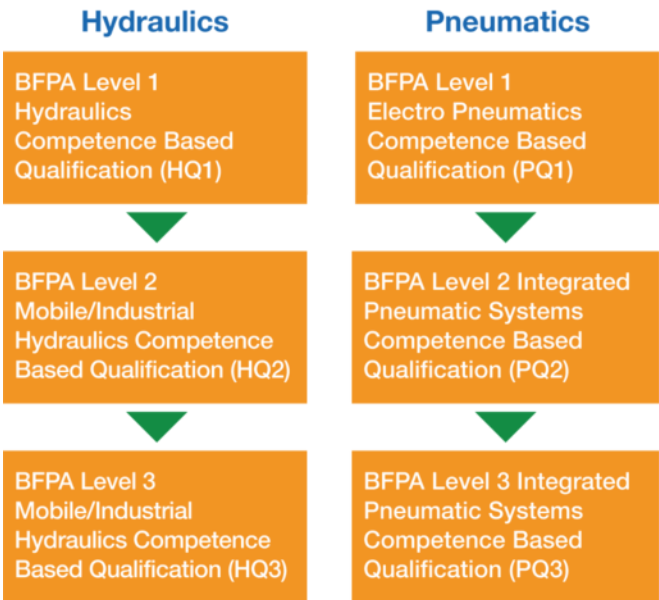 Hydraulics
BFPA Level 1
Hydraulics
Competence Based
Qualification (HQ1)
BFPA Level 2
Mobile/Industrial
Hydraulics Competence
Based Qualification (HQ2)
BFPA Level 3
Mobile/Industrial
Hydraulics Competence
Based Qualification (HQ3)
Pneumatics
BFPA Level 1
Electro Pneumatics
Competence Based
Qualification (PQ1)
BFPA Level 2 Integrated
Pneumatic Systems
Competence Based
Qualification (PQ2)
BFPA Level 3 Integrated
Pneumatic Systems
Competence Based
Qualification (PQ3)